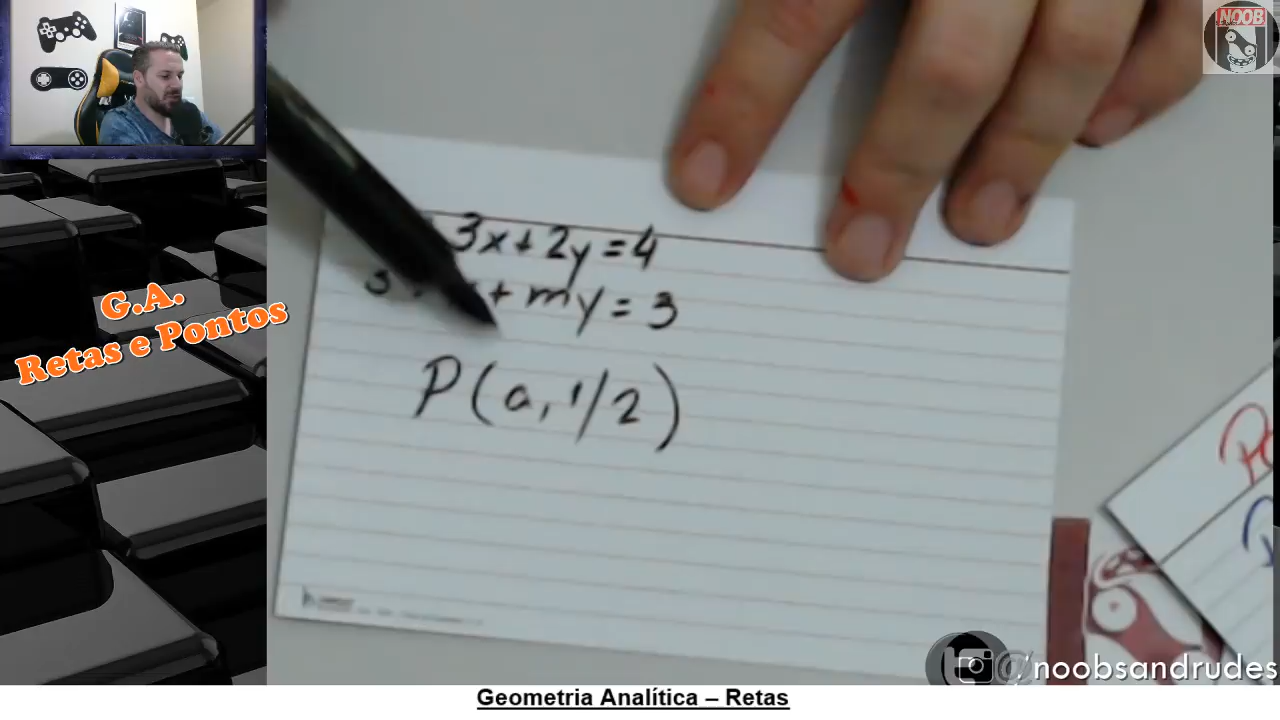 NOOB
3x + 2y = 4
s : + my = 3
P(a, 1/2)
G.A.
Retas e Pontos
@noobsandrudes
Geometria Analítica – Retas